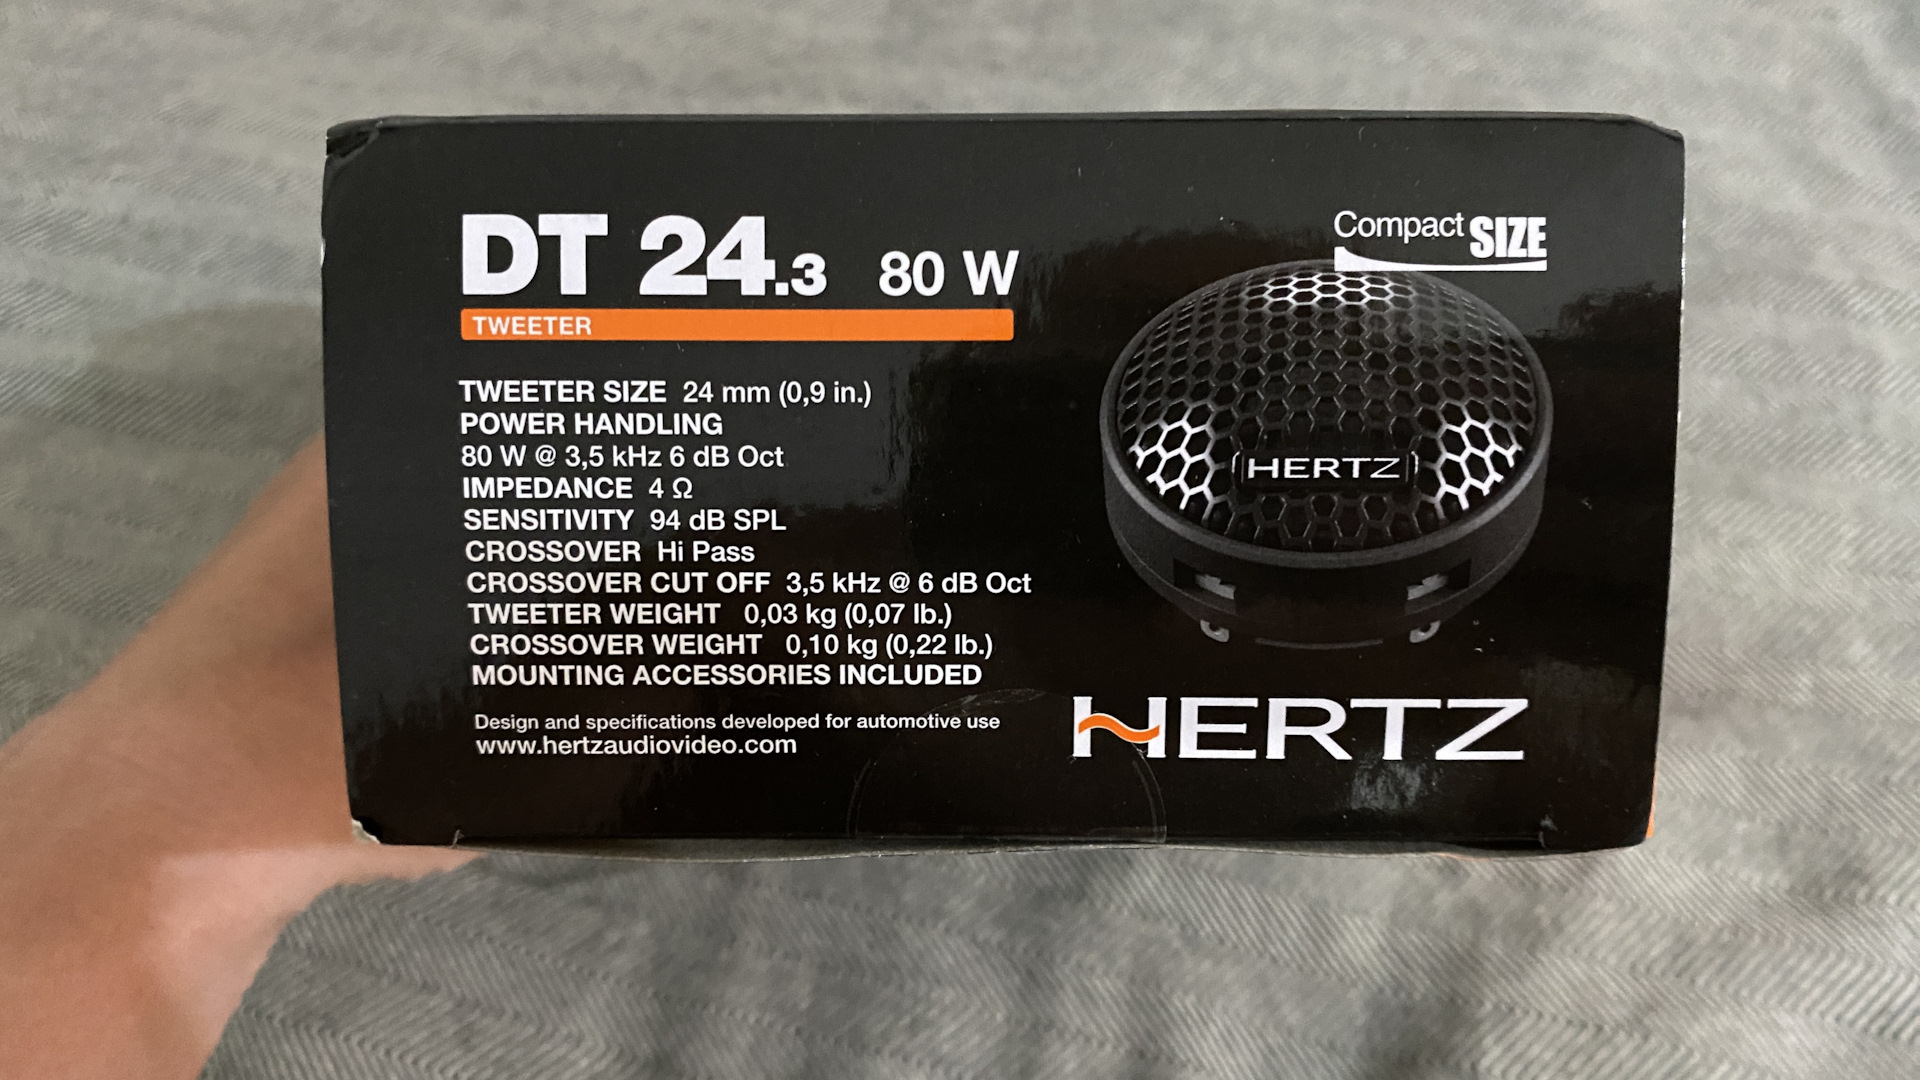 DT 24.3 80 W
TWEETER
Compact SIZE
TWEETER SIZE 24 mm (0,9 in.)
POWER HANDLING
80 W @ 3,5 kHz 6 dB Oct
IMPEDANCE 4 Ω
SENSITIVITY 94 dB SPL
CROSSOVER Hi Pass
CROSSOVER CUT OFF 3,5 kHz @ 6 dB Oct
TWEETER WEIGHT 0,03 kg (0,07 lb.)
CROSSOVER WEIGHT 0,10 kg (0,22 lb.)
MOUNTING ACCESSORIES INCLUDED
Design and specifications developed for automotive use
www.hertzaudiovideo.com
HERTZ
HERTZ